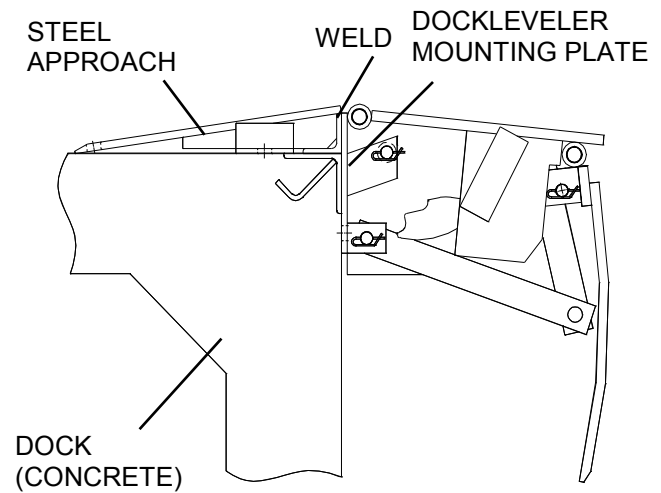 STEEL
APPROACH
WELD
DOCKLEVELER
MOUNTING PLATE
DOCK
(CONCRETE)